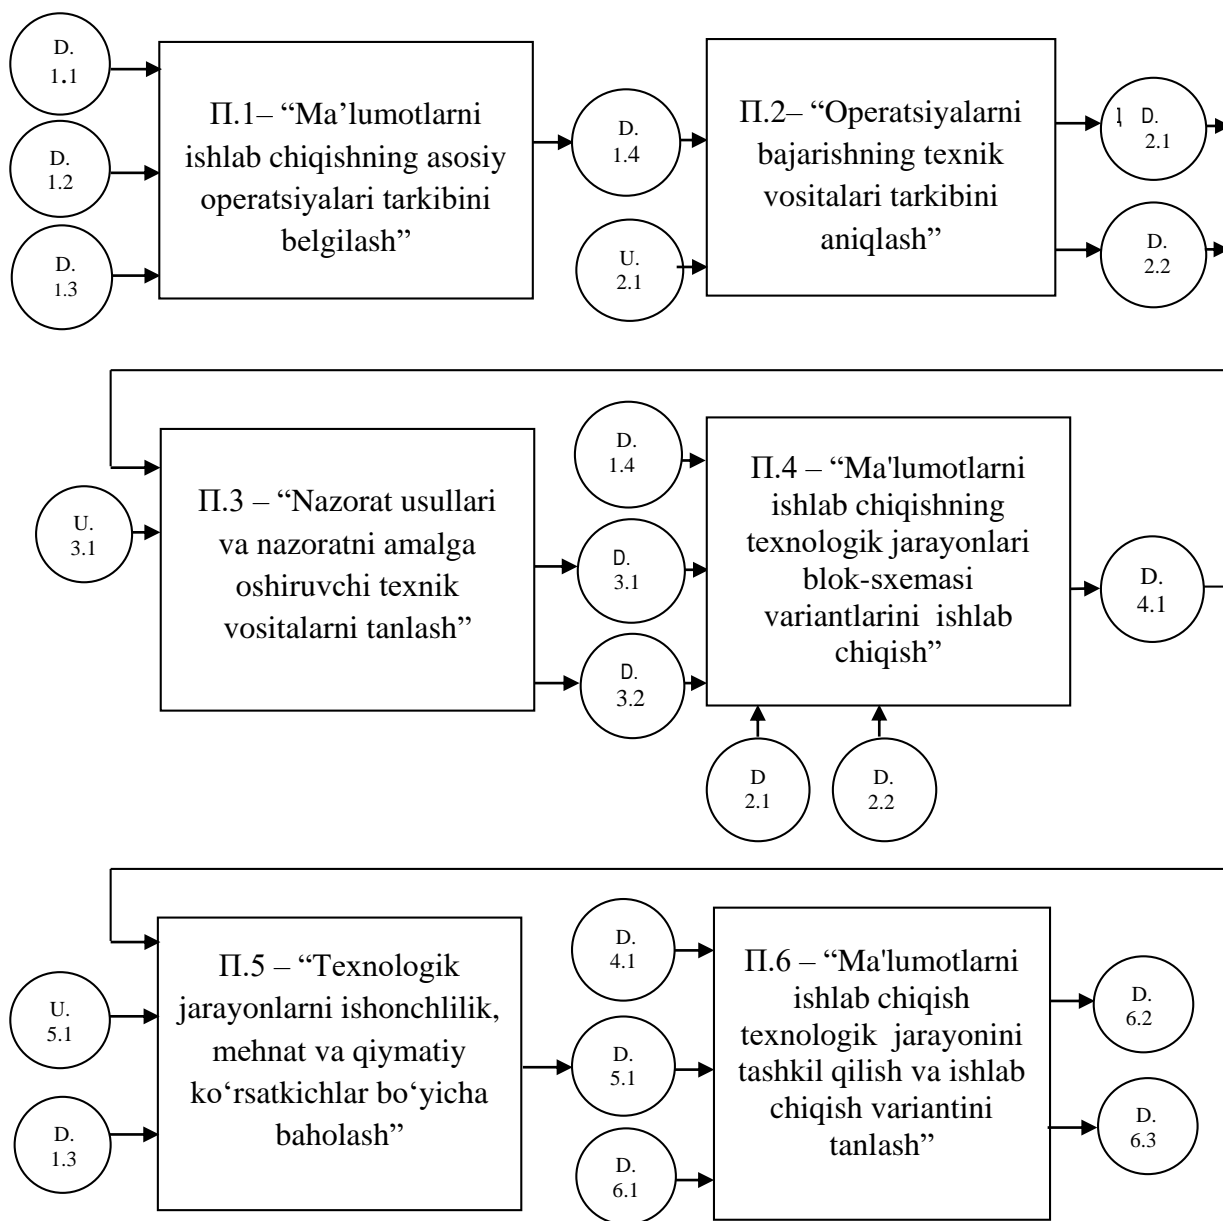 D.
1.1
D.
1.2
D.
1.3
П.1– “Ma’lumotlarni
ishlab chiqishning asosiy
operatsiyalari tarkibini
belgilash”
D.
1.4
U.
2.1
П.2– “Operatsiyalarni
bajarishning texnik
vositalari tarkibini
aniqlash”
D.
2.1
D.
2.2
U.
3.1
П.3 – “Nazorat usullari
va nazoratni amalga
oshiruvchi texnik
vositalarni tanlash”
D.
1.4
D.
3.1
D.
3.2
П.4 – “Ma'lumotlarni
ishlab chiqishning
texnologik jarayonlari
blok-sxemasi
variantlarini ishlab
chiqish”
D
2.1
D.
2.2
D.
4.1
U.
5.1
D.
1.3
П.5 – “Texnologik
jarayonlarni ishonchlilik,
mehnat va qiymatiy
ko‘rsatkichlar bo‘yicha
baholash”
D.
4.1
D.
5.1
D.
6.1
П.6 – “Ma'lumotlarni
ishlab chiqish
texnologik jarayonini
tashkil qilish va ishlab
chiqish variantini
tanlash”
D.
6.2
D.
6.3